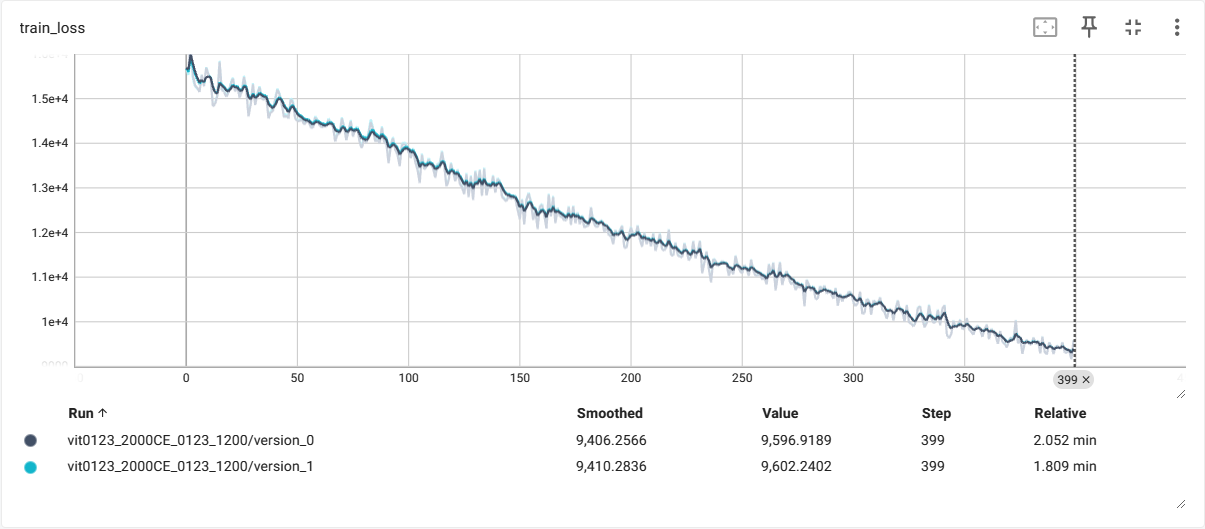 train_loss
1.5e+4
1.4e+4
1.3e+4
1.2e+4
1.1e+4
1e+4
9000
0 50 100 150 200 250 300 350 399 ×
Run ↑ Smoothed Value Step Relative
vit0123_2000CE_0123_1200/version_0 9,406.2566 9,596.9189 399 2.052 min
vit0123_2000CE_0123_1200/version_1 9,410.2836 9,602.2402 399 1.809 min